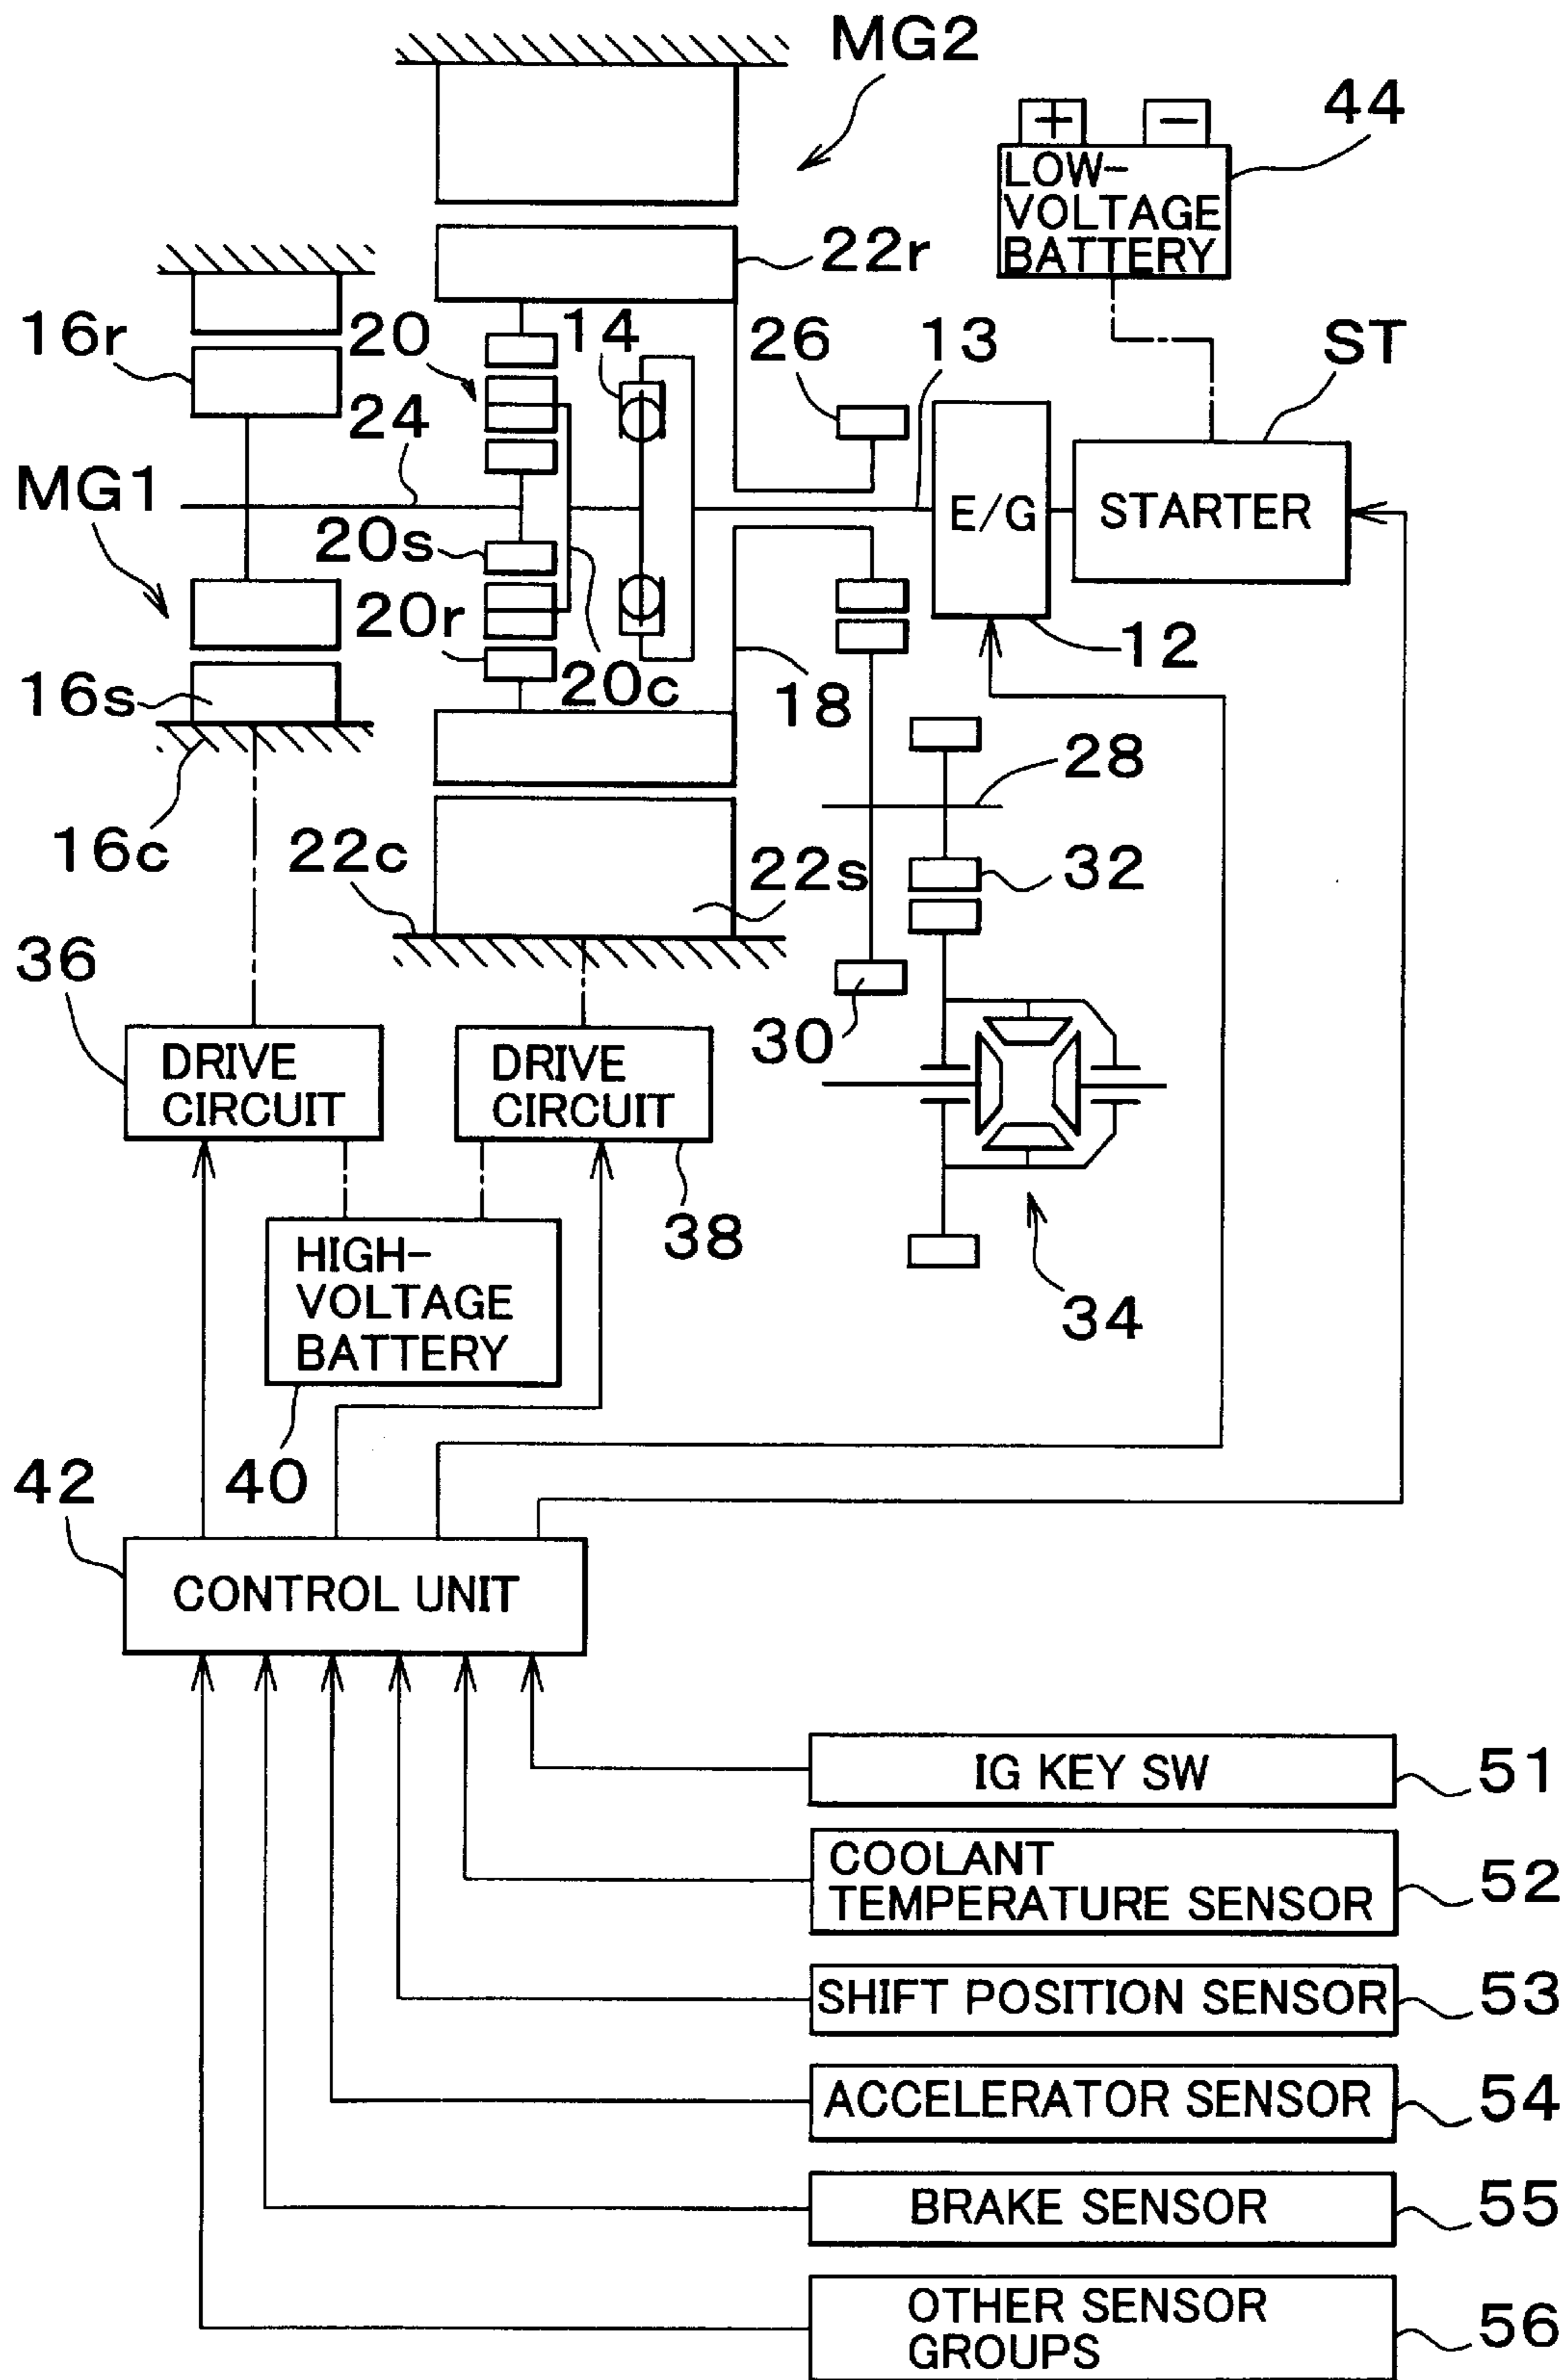 MG2
+ −
44
LOW-
VOLTAGE
BATTERY
22r
16r
20
14
26
13
ST
24
MG1
E/G
STARTER
20s
20r
12
16s
20c
18
28
16c
22c
22s
32
36
30
DRIVE
CIRCUIT
DRIVE
CIRCUIT
38
HIGH-
VOLTAGE
BATTERY
34
42
40
CONTROL UNIT
IG KEY SW
51
COOLANT
TEMPERATURE SENSOR
52
SHIFT POSITION SENSOR
53
ACCELERATOR SENSOR
54
BRAKE SENSOR
55
OTHER SENSOR
GROUPS
56